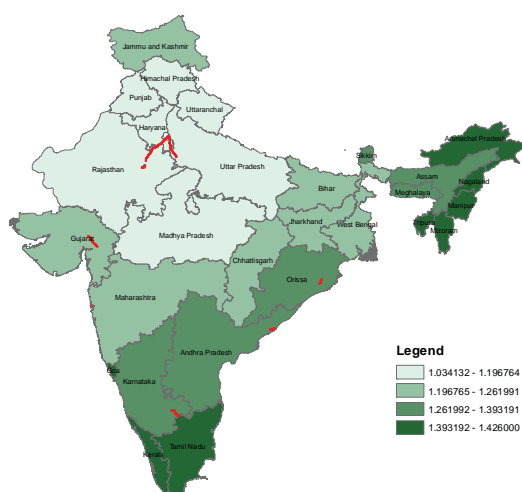 Jammu and Kashmir
Himachal Pradesh
Punjab
Uttaranchal
Haryana
Rajasthan
Uttar Pradesh
Arunachal Pradesh
Sikkim
Assam
Nagaland
Meghalaya
Manipur
Tripura
Mizoram
Bihar
Jharkhand
West Bengal
Gujarat
Madhya Pradesh
Chhattisgarh
Orissa
Maharashtra
Andhra Pradesh
Goa
Karnataka
Kerala
Tamil Nadu
Legend
1.034132 - 1.196764
1.196765 - 1.261991
1.261992 - 1.393191
1.393192 - 1.426000